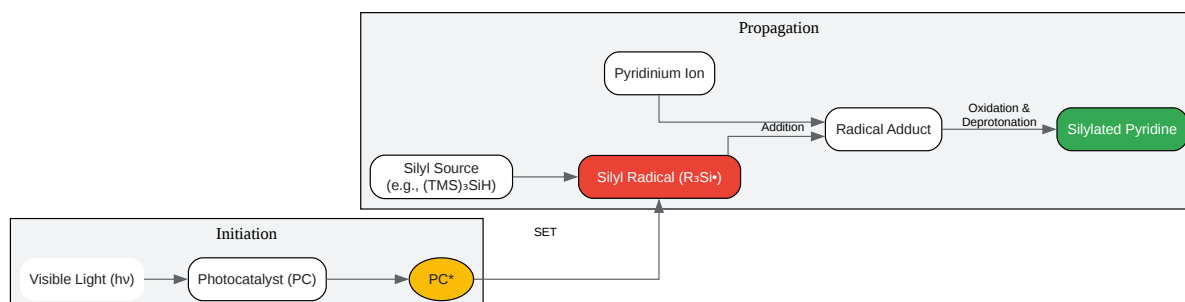 Propagation
Pyridinium Ion
Oxidation &
Deprotonation
Addition
Radical Adduct
Silylated Pyridine
Silyl Source
(e.g., (TMS)₃SiH)
Silyl Radical (R₃Si•)
Initiation
SET
Visible Light (hν)
Photocatalyst (PC)
PC*